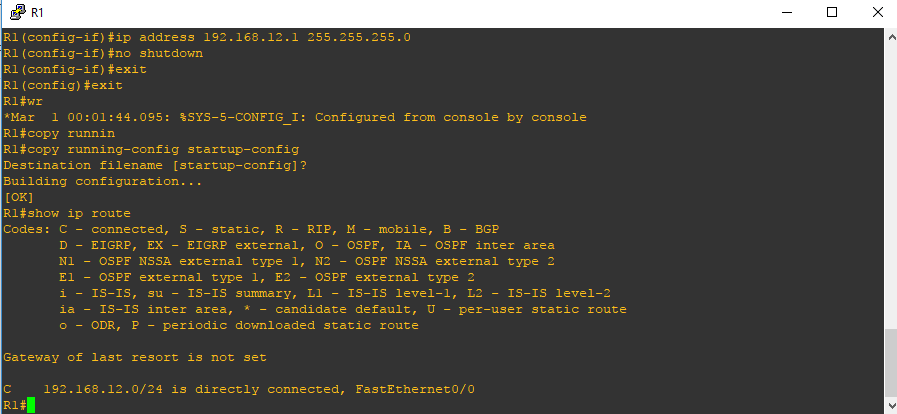 R1
R1(config-if)#ip address 192.168.12.1 255.255.255.0
R1(config-if)#no shutdown
R1(config-if)#exit
R1(config)#exit
R1#wr
*Mar  1 00:01:44.095: %SYS-5-CONFIG_I: Configured from console by console
R1#copy runnin
R1#copy running-config startup-config
Destination filename [startup-config]?
Building configuration...
[OK]
R1#show ip route
Codes: C - connected, S - static, R - RIP, M - mobile, B - BGP
       D - EIGRP, EX - EIGRP external, O - OSPF, IA - OSPF inter area
       N1 - OSPF NSSA external type 1, N2 - OSPF NSSA external type 2
       E1 - OSPF external type 1, E2 - OSPF external type 2
       i - IS-IS, su - IS-IS summary, L1 - IS-IS level-1, L2 - IS-IS level-2
       ia - IS-IS inter area, * - candidate default, U - per-user static route
       o - ODR, P - periodic downloaded static route
Gateway of last resort is not set
C    192.168.12.0/24 is directly connected, FastEthernet0/0
R1#